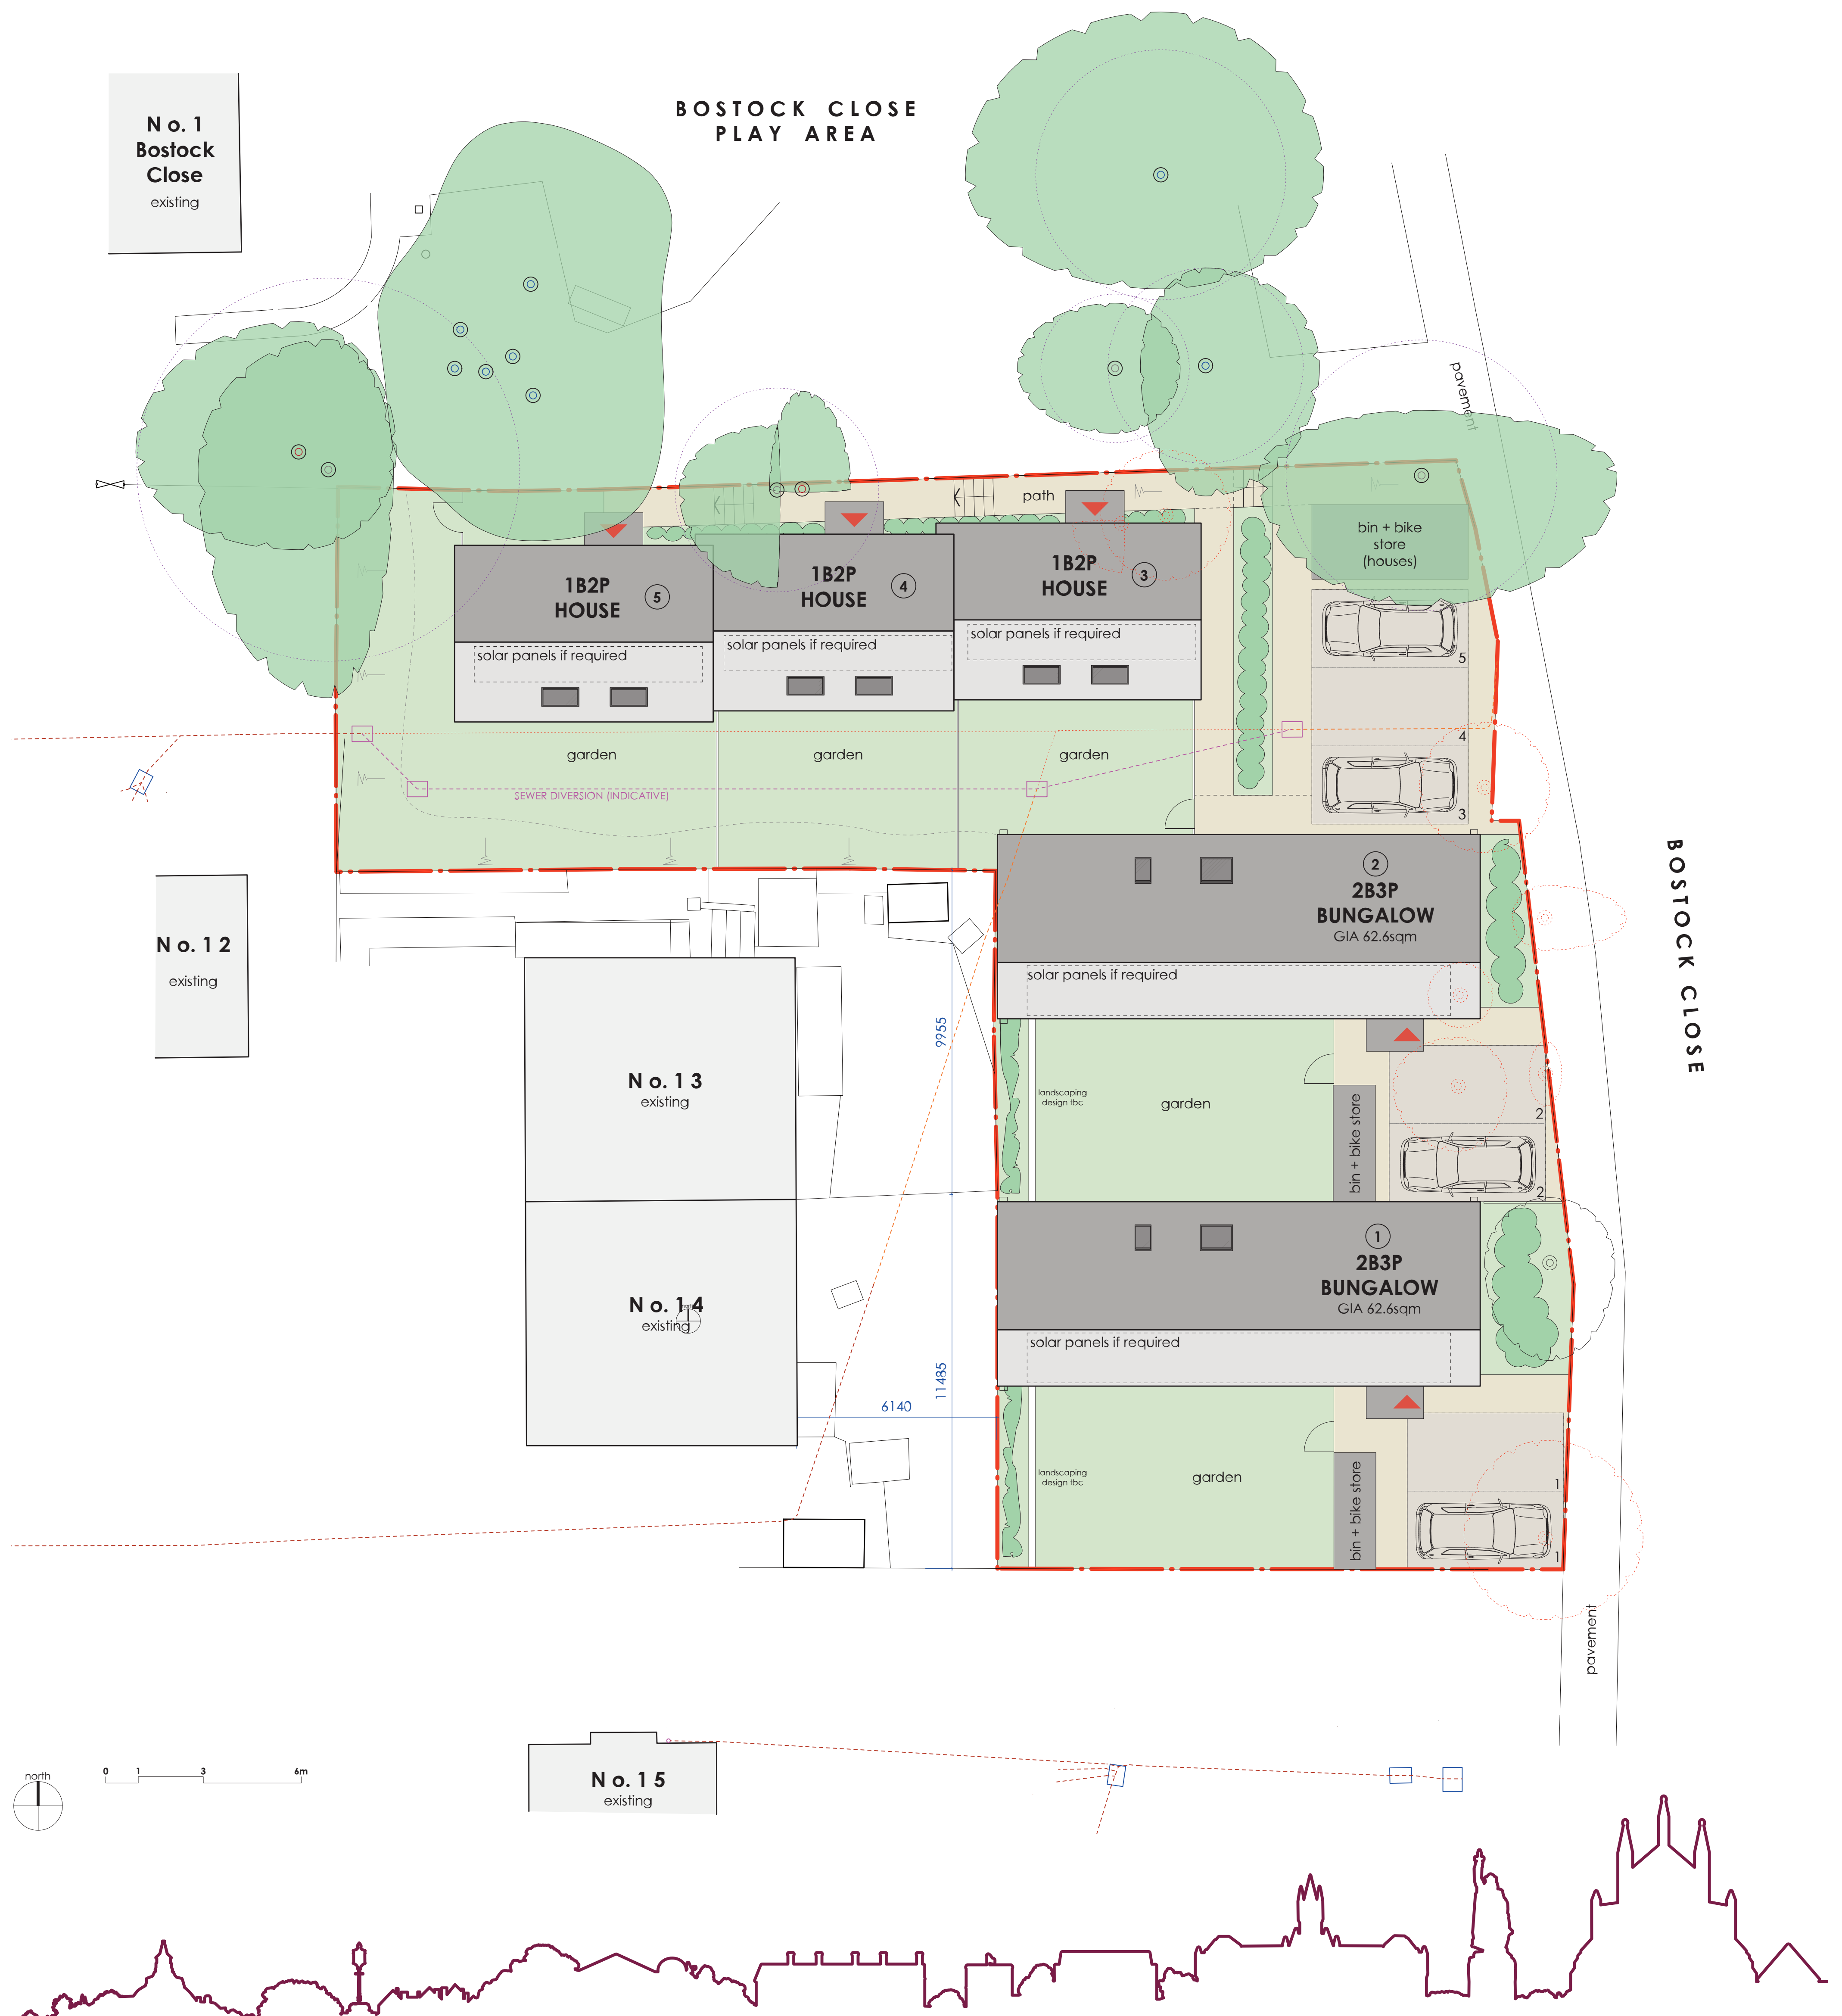 BOSTOCK CLOSE
PLAY AREA
No. 1
Bostock
Close
existing
pavement
path
bin + bike
store
(houses)
1B2P
HOUSE
5
1B2P
HOUSE
4
1B2P
HOUSE
3
solar panels if required
solar panels if required
solar panels if required
5
4
3
garden
garden
garden
SEWER DIVERSION (INDICATIVE)
BOSTOCK CLOSE
2
2B3P
BUNGALOW
GIA 62.6sqm
solar panels if required
No. 12
existing
9955
No. 13
existing
landscaping
design tbc
garden
bin + bike store
2
2
1
2B3P
BUNGALOW
GIA 62.6sqm
solar panels if required
No. 14
existing
11485
6140
landscaping
design tbc
garden
bin + bike store
1
1
pavement
No. 15
existing
north
0 1 3 6m